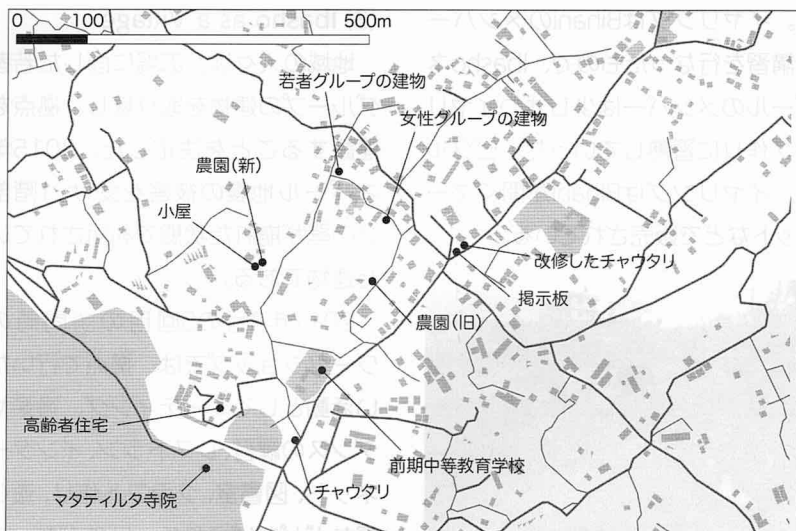 0 100 500m
若者グループの建物
女性グループの建物
農園(新)
小屋
改修したチャウタリ
掲示板
農園(旧)
高齢者住宅
前期中等教育学校
マタティルタ寺院
チャウタリ